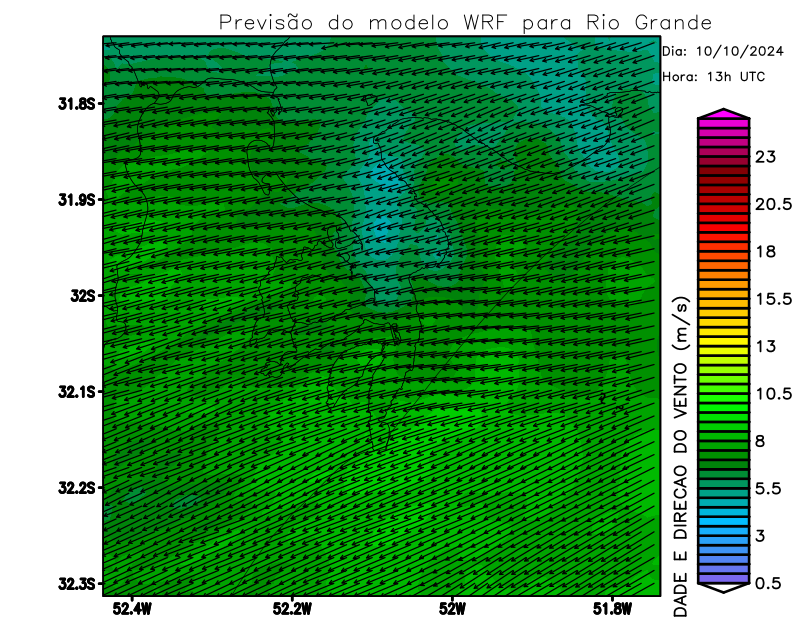 Previsão do modelo WRF para Rio Grande
Dia: 10/10/2024
Hora: 13h UTC
31.8S
31.9S
32S
32.1S
32.2S
32.3S
52.4W
52.2W
52W
51.8W
23
20.5
18
15.5
13
10.5
8
5.5
3
0.5
DADE E DIRECAO DO VENTO (m/s)